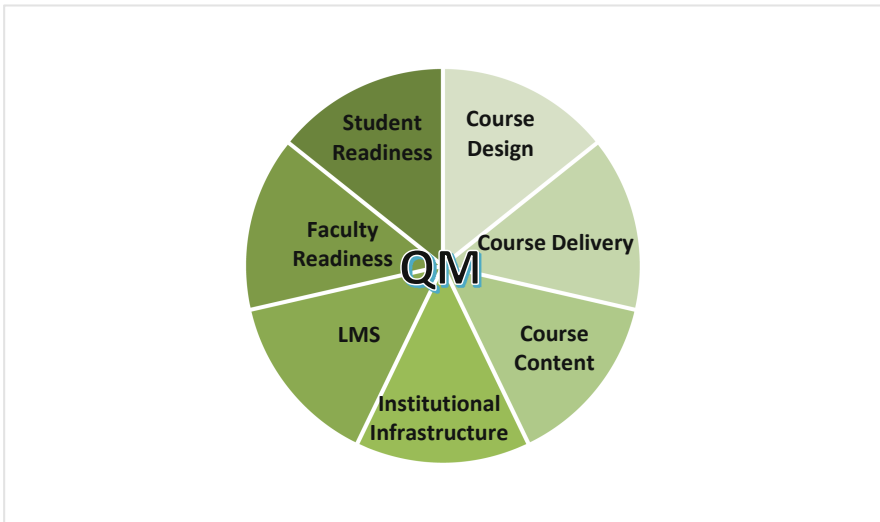 Course
Design
Course Delivery
Course
Content
Institutional
Infrastructure
LMS
Faculty
Readiness
Student
Readiness
QM